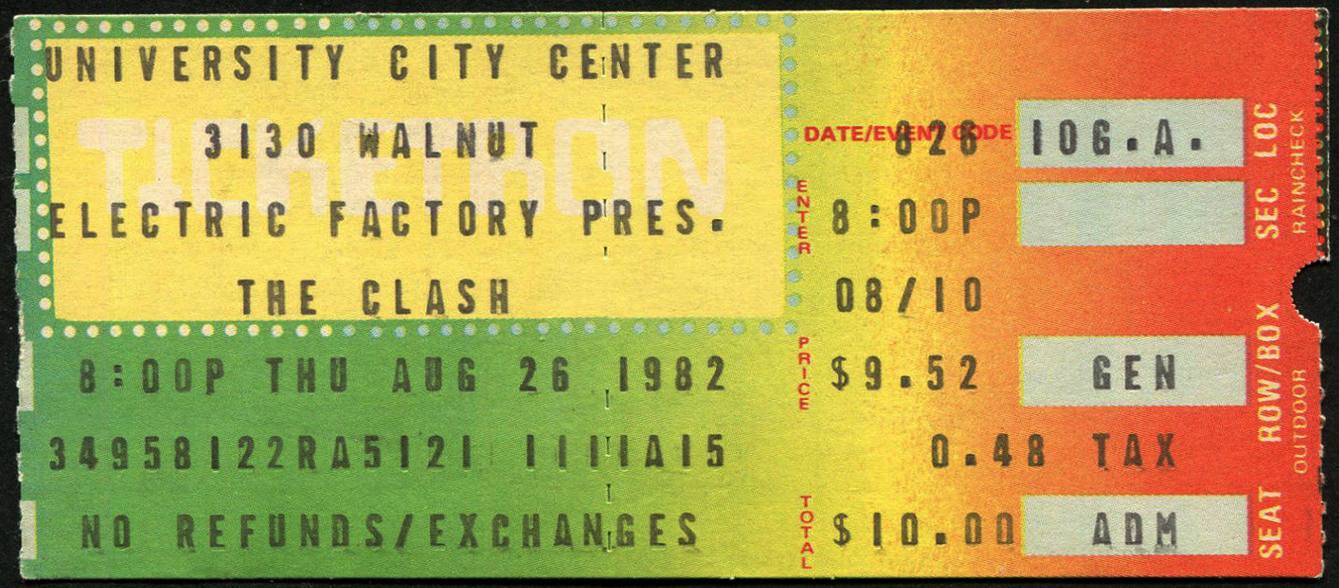 UNIVERSITY CITY CENTER
3130 WALNUT
TICKETRON
ELECTRIC FACTORY PRES.
THE CLASH
8:00P THU AUG 26 1982
34958122RA5121 1111A15
NO REFUNDS/EXCHANGES
DATE/EVENT CODE
826 10G.A.
ENTER
8:00P
08/10
PRICE
$9.52 GEN
0.48 TAX
TOTAL
$10.00 ADM
SEC LOC
ROW/BOX
SEAT
RAINCHECK
OUTDOOR